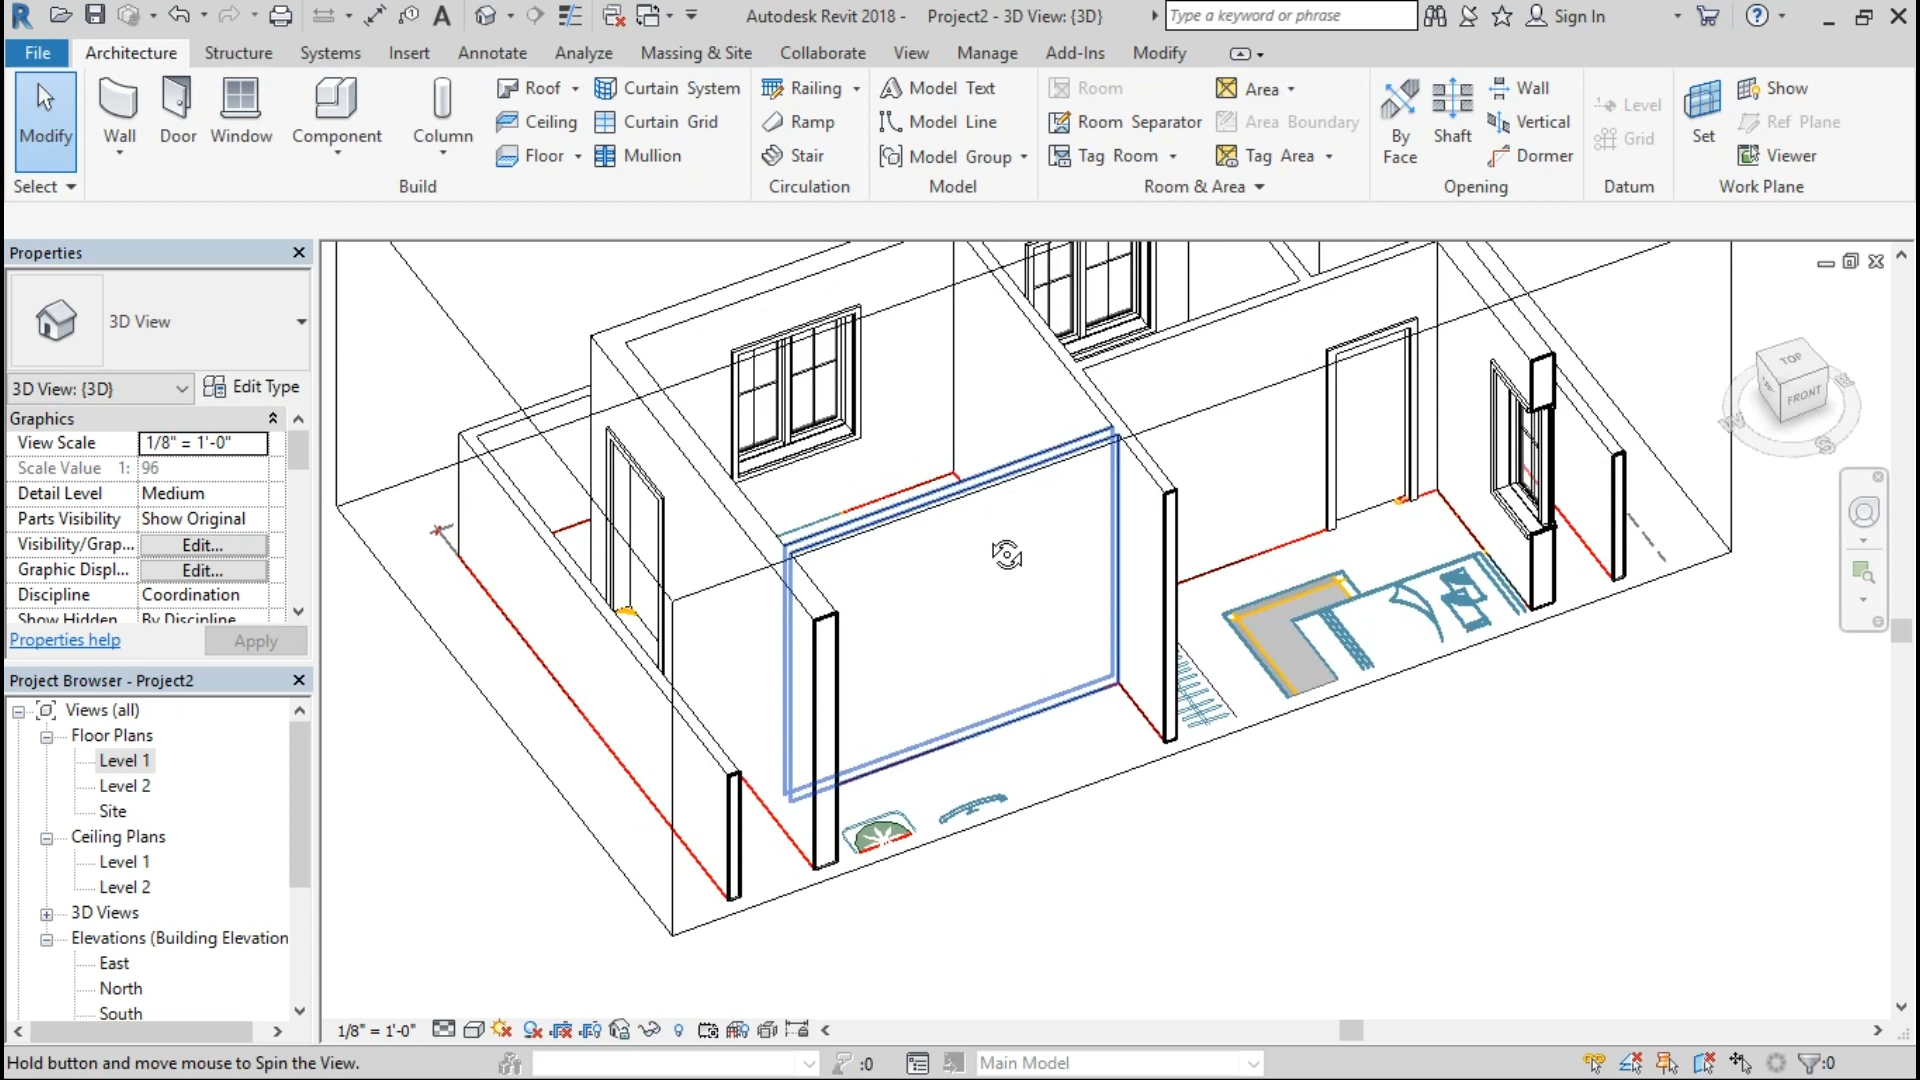 Autodesk Revit 2018 -    Project2 - 3D View: {3D}
Type a keyword or phrase
Sign In
File Architecture Structure Systems Insert Annotate Analyze Massing & Site Collaborate View Manage Add-Ins Modify
Modify
Wall
Door
Window
Component
Column
Roof
Ceiling
Floor
Curtain System
Curtain Grid
Mullion
Railing
Ramp
Stair
Model Text
Model Line
Model Group
Room
Room Separator
Tag Room
Area
Area Boundary
Tag Area
By
Face
Shaft
Wall
Vertical
Dormer
Level
Grid
Set
Show
Ref Plane
Viewer
Select
Build
Circulation
Model
Room & Area
Opening
Datum
Work Plane
Properties
3D View
3D View: {3D}
Edit Type
Graphics
View Scale 1/8" = 1'-0"
Scale Value 1: 96
Detail Level Medium
Parts Visibility Show Original
Visibility/Grap... Edit...
Graphic Displ... Edit...
Discipline Coordination
Show Hidden By Discipline
Properties help
Apply
Project Browser - Project2
Views (all)
Floor Plans
Level 1
Level 2
Site
Ceiling Plans
Level 1
Level 2
3D Views
Elevations (Building Elevation
East
North
South
TOP
FRONT
W
S
1/8" = 1'-0"
Hold button and move mouse to Spin the View.
:0
Main Model
:0